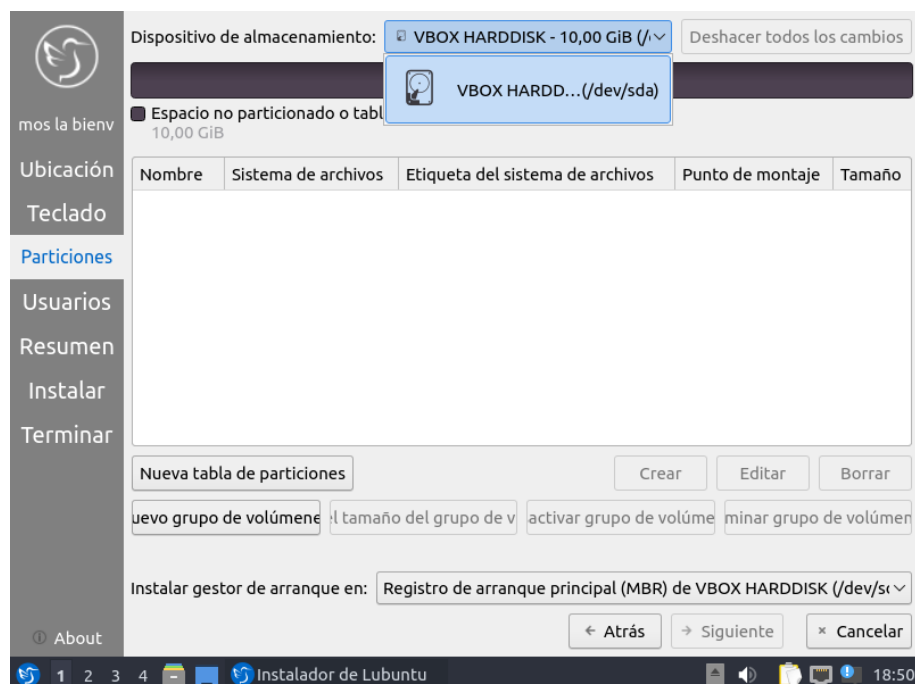 Dispositivo de almacenamiento:
VBOX HARDDISK - 10,00 GiB (/
Deshacer todos los cambios
VBOX HARDD...(/dev/sda)
Espacio no particionado o tabl
10,00 GiB
mos la bienv
Ubicación
Teclado
Particiones
Usuarios
Resumen
Instalar
Terminar
About
Nombre
Sistema de archivos
Etiqueta del sistema de archivos
Punto de montaje
Tamaño
Nueva tabla de particiones
Crear
Editar
Borrar
uevo grupo de volúmene
l tamaño del grupo de v
activar grupo de volúme
minar grupo de volúmen
Instalar gestor de arranque en:
Registro de arranque principal (MBR) de VBOX HARDDISK (/dev/s
Atrás
Siguiente
Cancelar
1 2 3 4
Instalador de Lubuntu
18:50